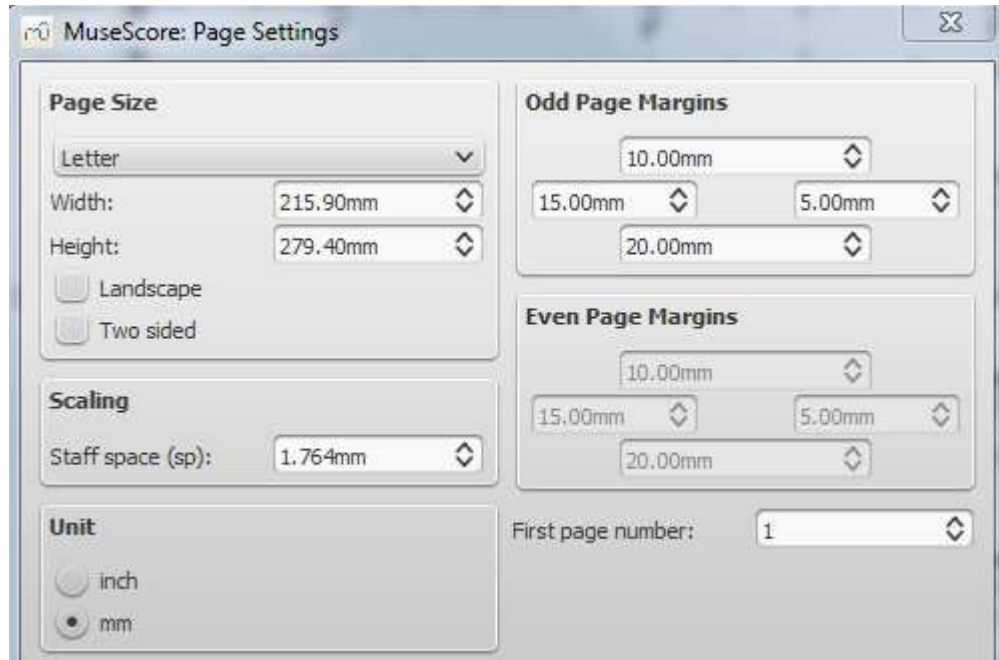 MuseScore: Page Settings
Page Size
Letter
Width: 215.90mm
Height: 279.40mm
Landscape
Two sided
Scaling
Staff space (sp): 1.764mm
Unit
inch
mm
Odd Page Margins
10.00mm
15.00mm 5.00mm
20.00mm
Even Page Margins
10.00mm
15.00mm 5.00mm
20.00mm
First page number: 1